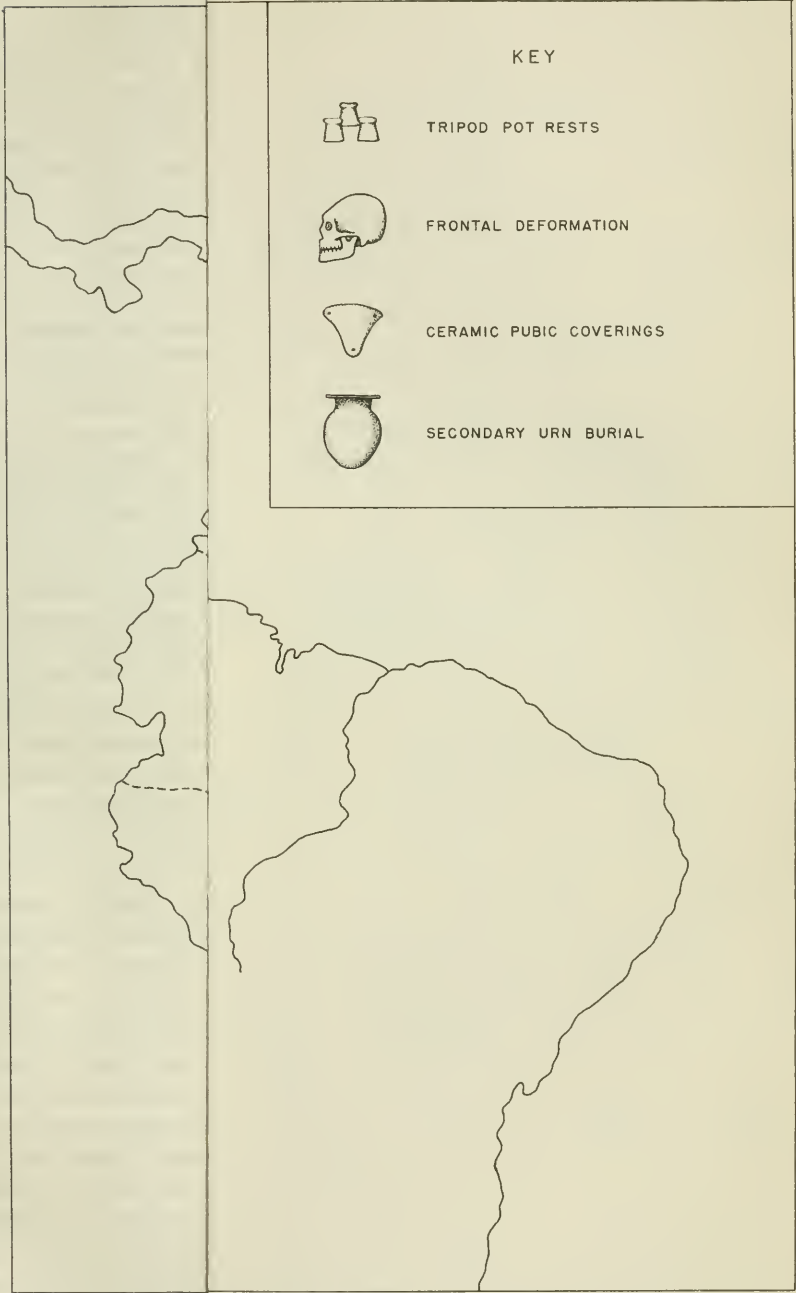 KEY
TRIPOD POT RESTS
FRONTAL DEFORMATION
CERAMIC PUBIC COVERINGS
SECONDARY URN BURIAL